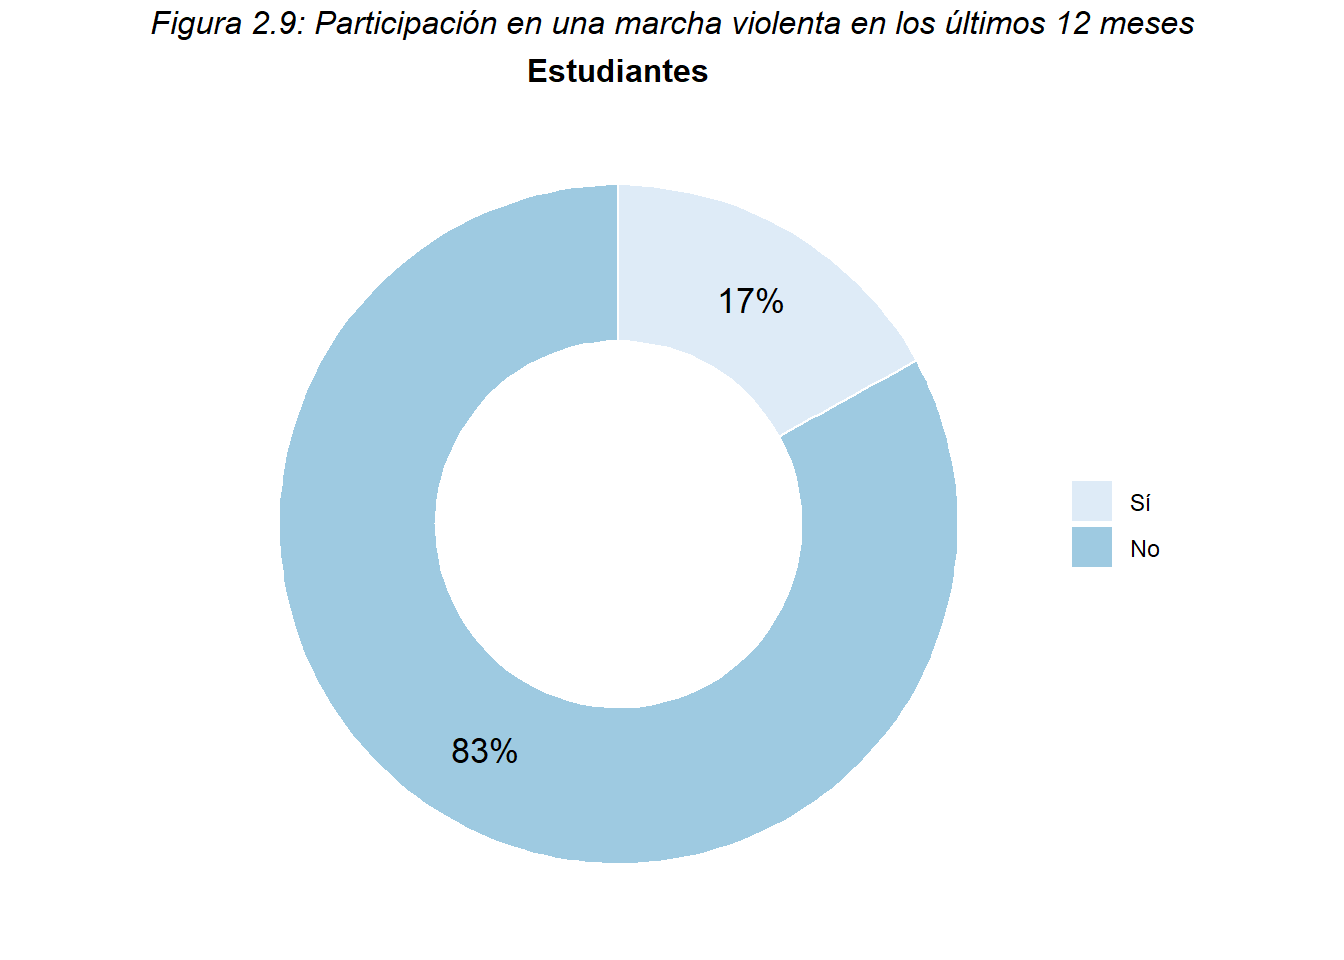 Figura 2.9: Participación en una marcha violenta en los últimos 12 meses
Estudiantes
17%
Sí
No
83%